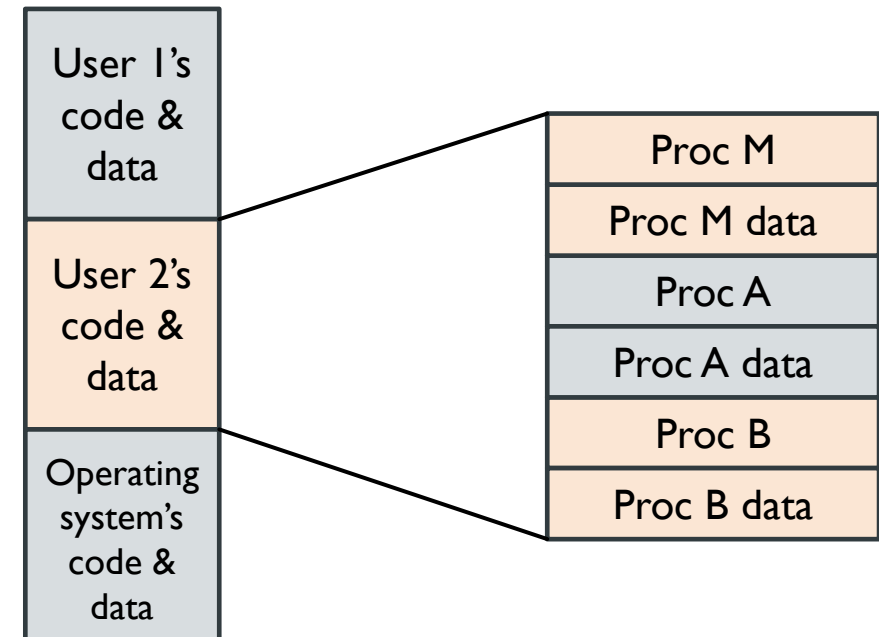 User 1's
code &
data
User 2's
code &
data
Operating
system's
code &
data
Proc M
Proc M data
Proc A
Proc A data
Proc B
Proc B data